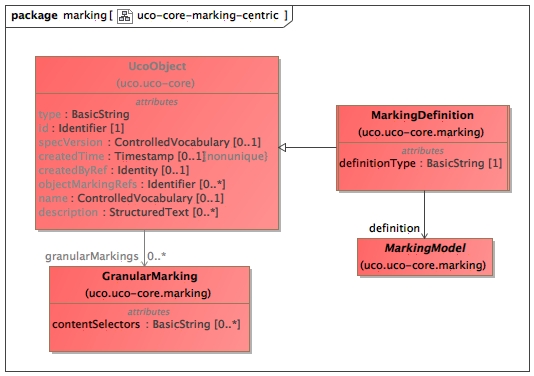 package marking [ uco-core-marking-centric ]
UcoObject
(uco.uco-core)
attributes
type : BasicString
id : Identifier [1]
specVersion : ControlledVocabulary [0..1]
createdTime : Timestamp [0..1]{nonunique}
createdByRef : Identity [0..1]
objectMarkingRefs : Identifier [0..*]
name : ControlledVocabulary [0..1]
description : StructuredText [0..*]
MarkingDefinition
(uco.uco-core.marking)
attributes
definitionType : BasicString [1]
definition
MarkingModel
(uco.uco-core.marking)
granularMarkings 0..*
GranularMarking
(uco.uco-core.marking)
attributes
contentSelectors : BasicString [0..*]